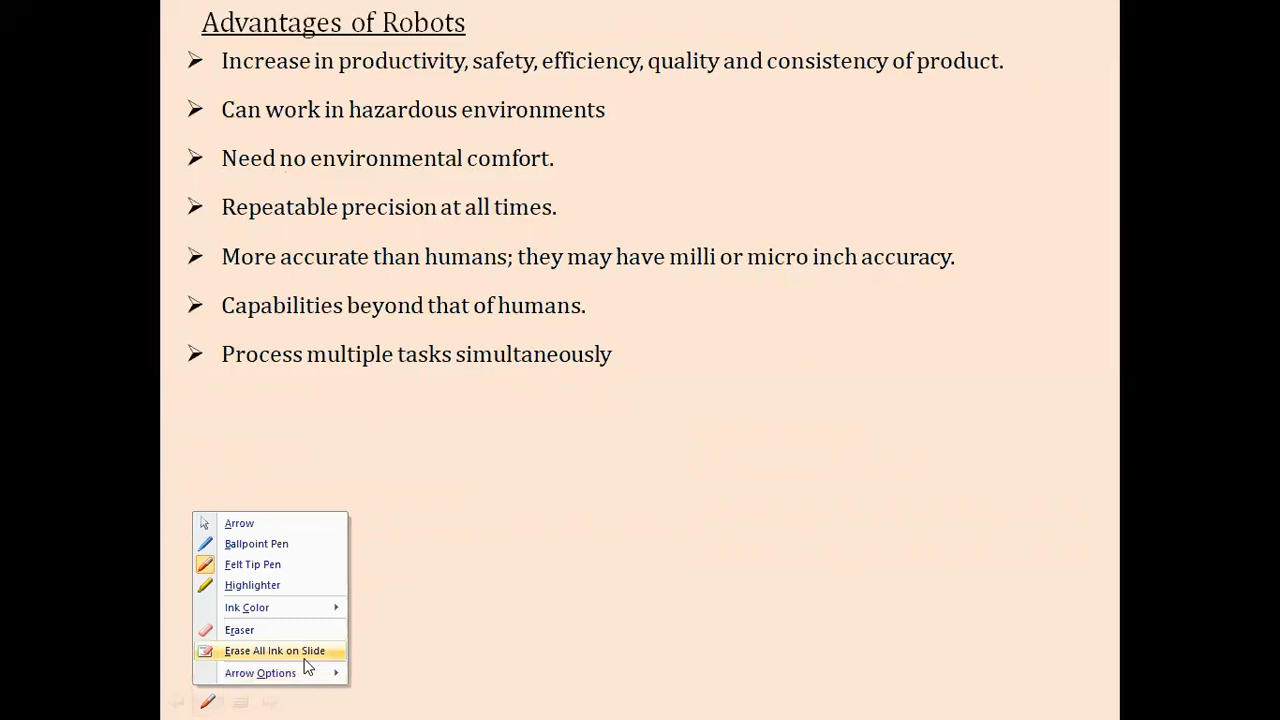 Advantages of Robots
Increase in productivity, safety, efficiency, quality and consistency of product.
Can work in hazardous environments
Need no environmental comfort.
Repeatable precision at all times.
More accurate than humans; they may have milli or micro inch accuracy.
Capabilities beyond that of humans.
Process multiple tasks simultaneously
Arrow
Ballpoint Pen
Felt Tip Pen
Highlighter
Ink Color
Eraser
Erase All Ink on Slide
Arrow Options